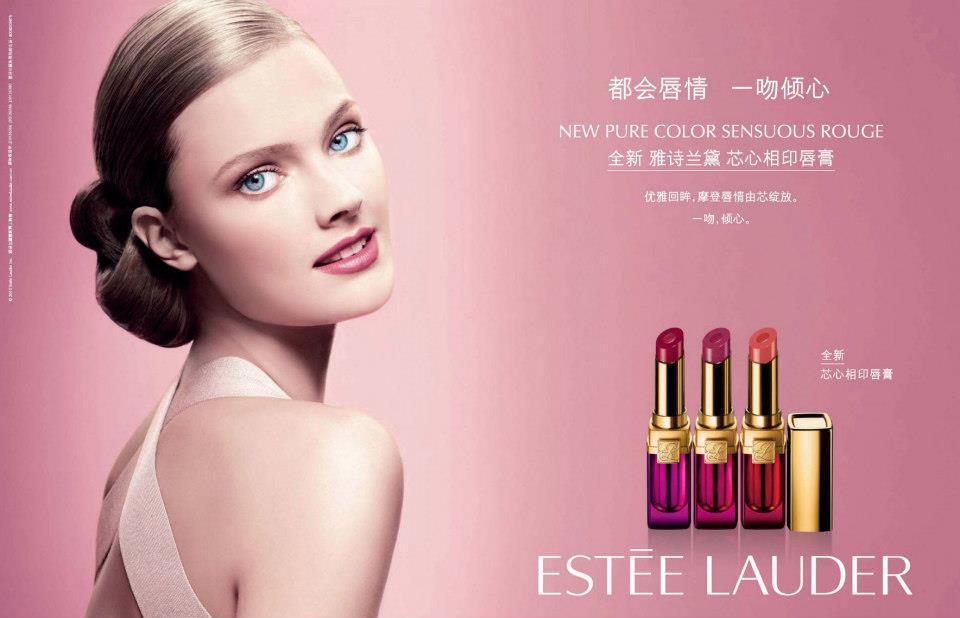 都会唇情 一吻倾心
NEW PURE COLOR SENSUOUS ROUGE
全新 雅诗兰黛 芯心相印唇膏
优雅回眸,摩登唇情由芯绽放。
一吻,倾心。
全新
芯心相印唇膏
ESTĒE LAUDER